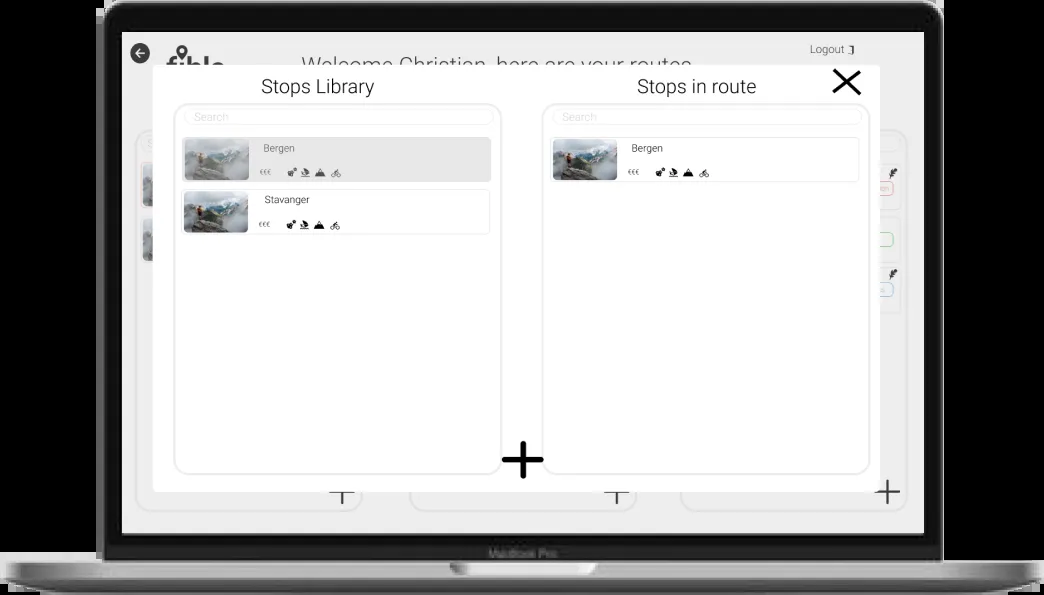 Logout
Welcome Christian, here are your routes
Stops Library
Stops in route
Search
Search
Bergen
€€€
Stavanger
€€€
Bergen
€€€
MacBook Pro